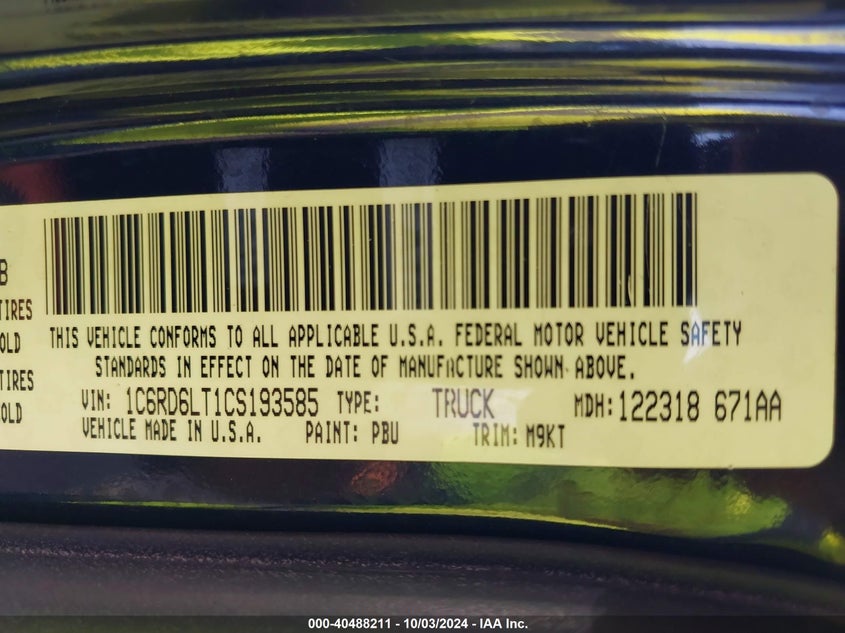 B
TIRES
OLD
TIRES
OLD
THIS VEHICLE CONFORMS TO ALL APPLICABLE U.S.A. FEDERAL MOTOR VEHICLE SAFETY
STANDARDS IN EFFECT ON THE DATE OF MANUFACTURE SHOWN ABOVE.
VIN: 1C6RD6LT1CS193585 TYPE: TRUCK MDH: 122318 671AA
VEHICLE MADE IN U.S.A. PAINT: PBU TRIM: M9KT
000-40488211 - 10/03/2024 - IAA Inc.